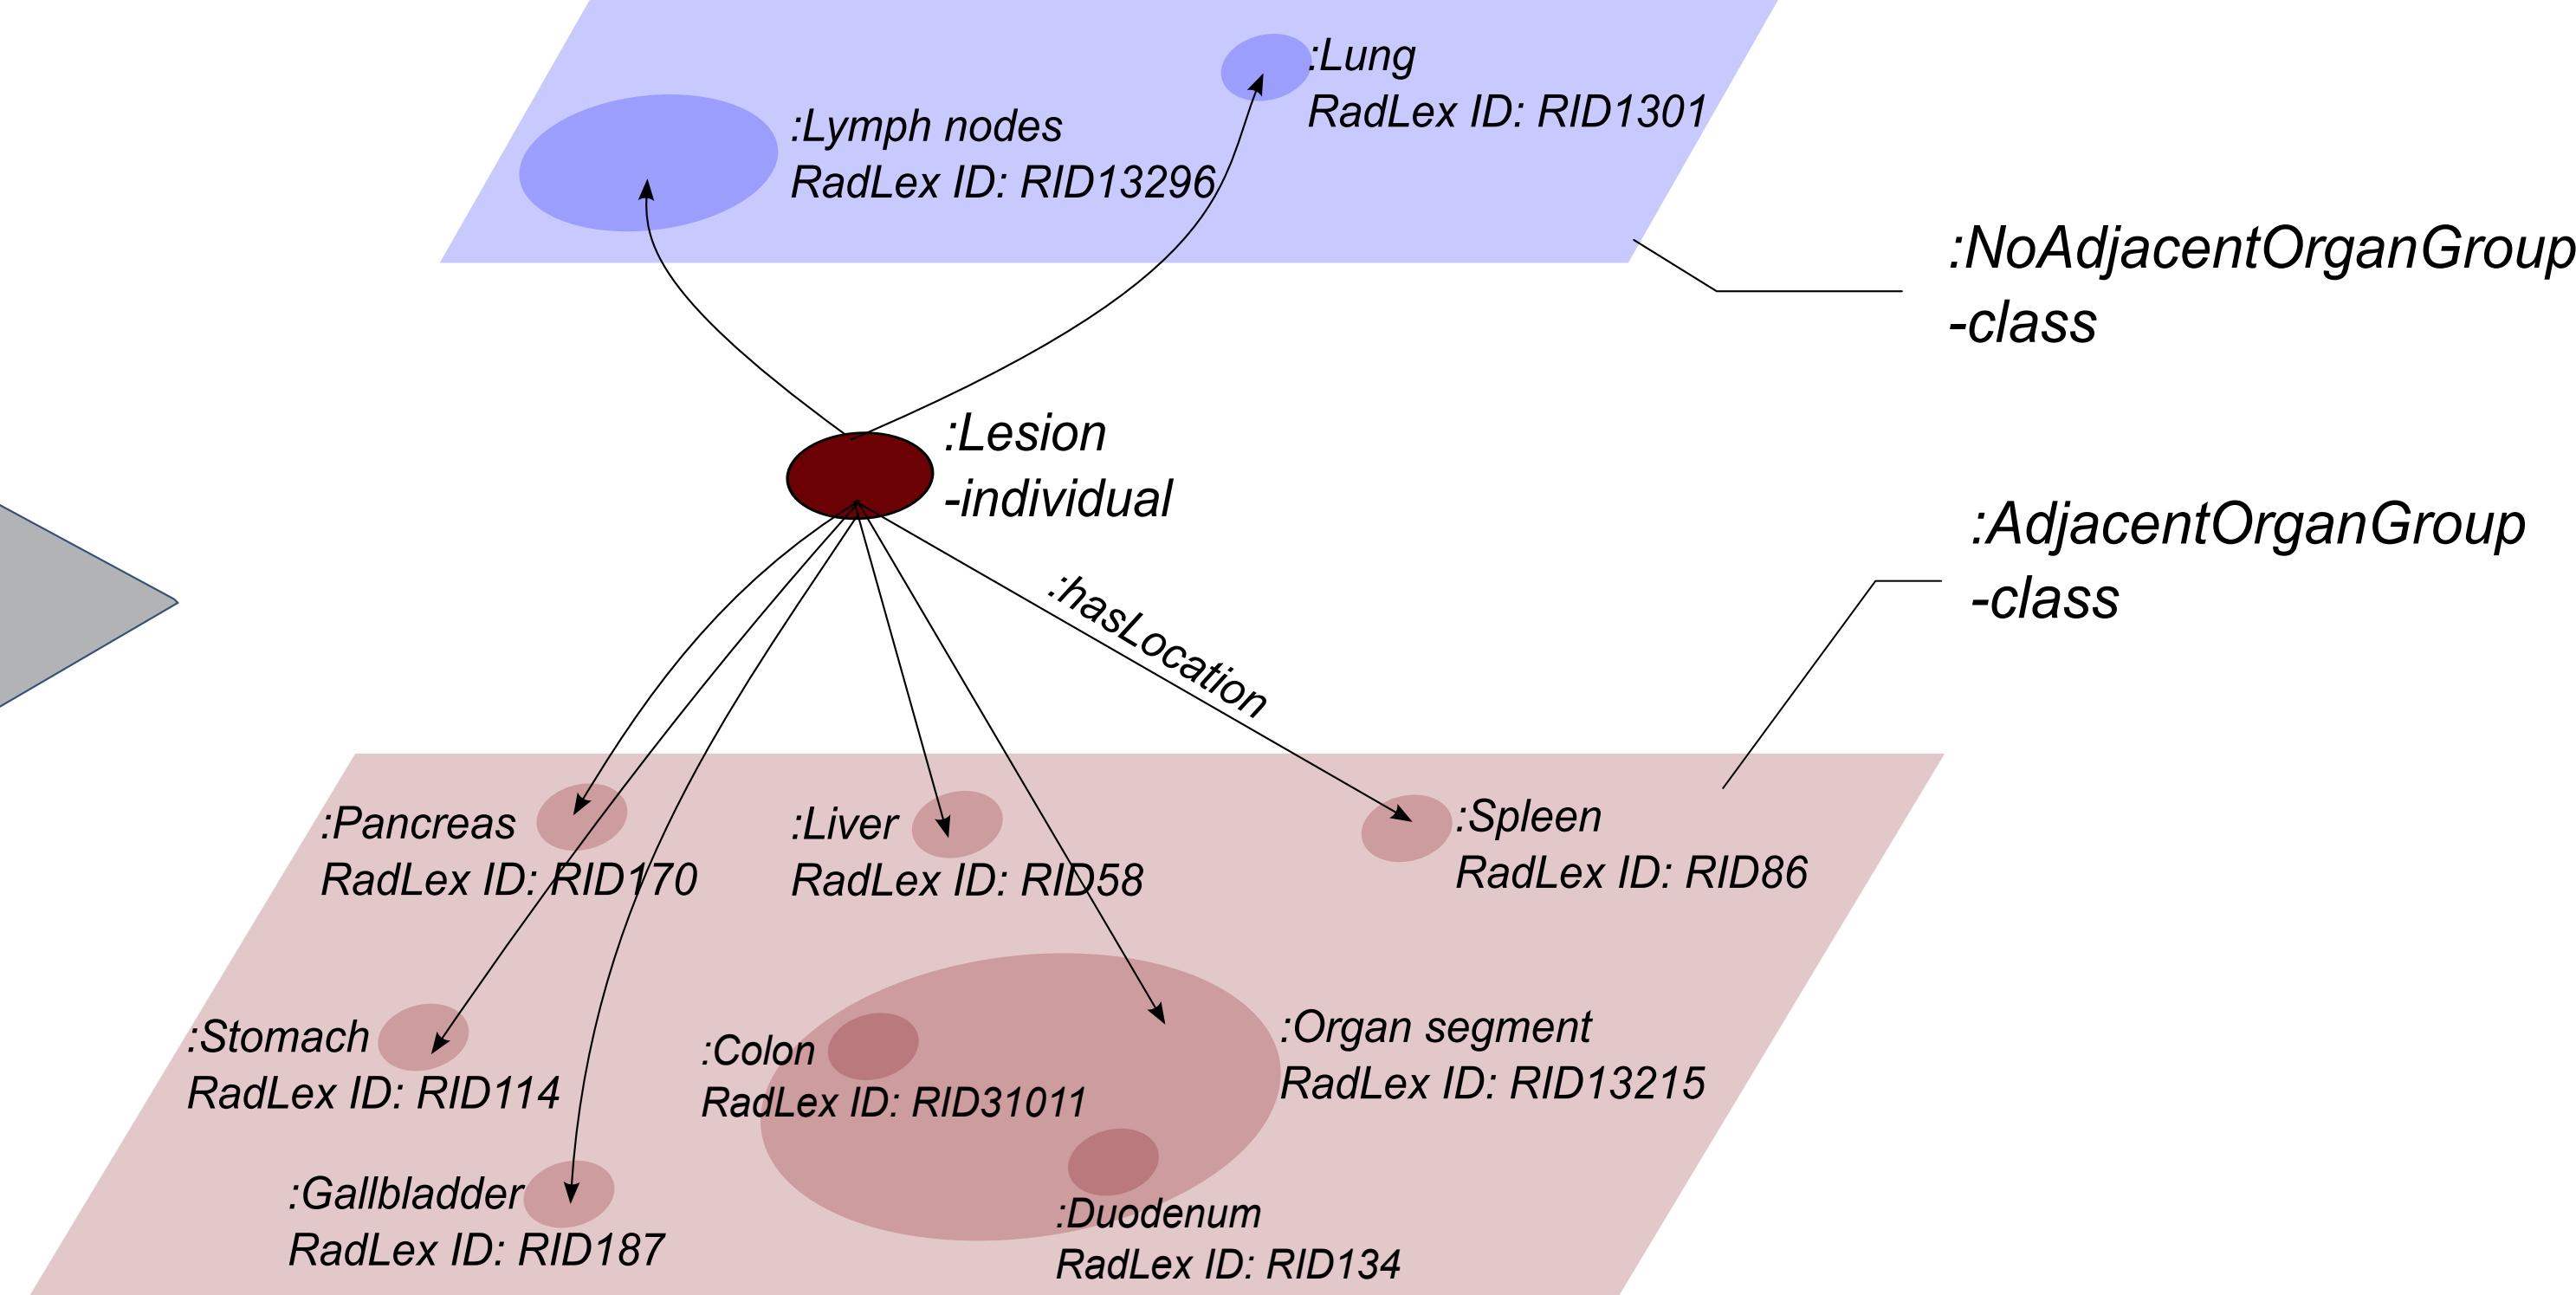 :Lung
RadLex ID: RID1301
:Lymph nodes
RadLex ID: RID13296
:NoAdjacentOrganGroup
-class
:Lesion
-individual
:AdjacentOrganGroup
-class
:hasLocation
:Pancreas
RadLex ID: RID170
:Liver
RadLex ID: RID58
:Spleen
RadLex ID: RID86
:Stomach
RadLex ID: RID114
:Colon
RadLex ID: RID31011
:Organ segment
RadLex ID: RID13215
:Gallbladder
RadLex ID: RID187
:Duodenum
RadLex ID: RID134